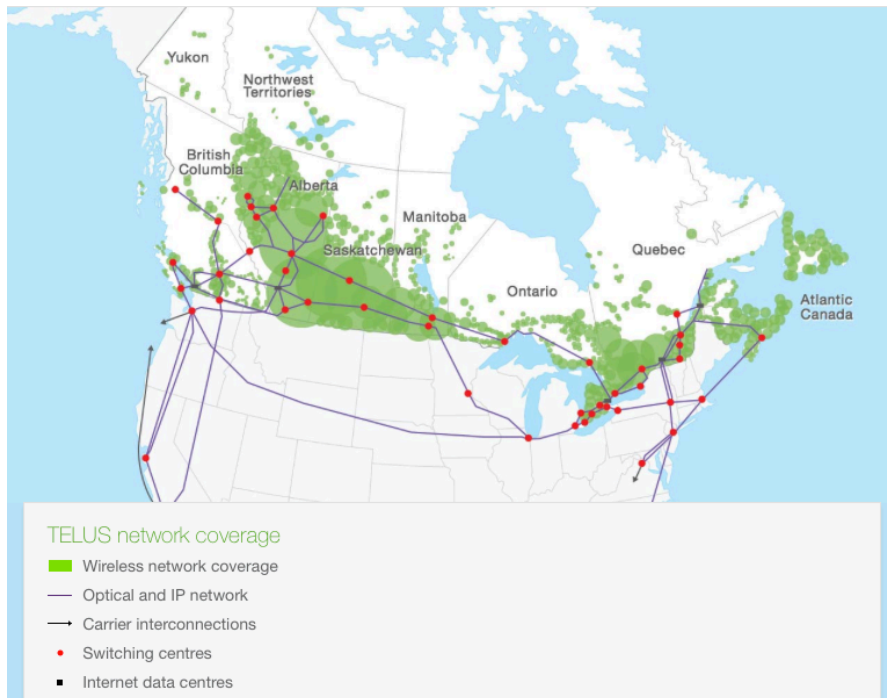 Yukon
Northwest
Territories
British
Columbia
Alberta
Manitoba
Saskatchewan
Quebec
Ontario
Atlantic
Canada
TELUS network coverage
Wireless network coverage
Optical and IP network
Carrier interconnections
Switching centres
Internet data centres